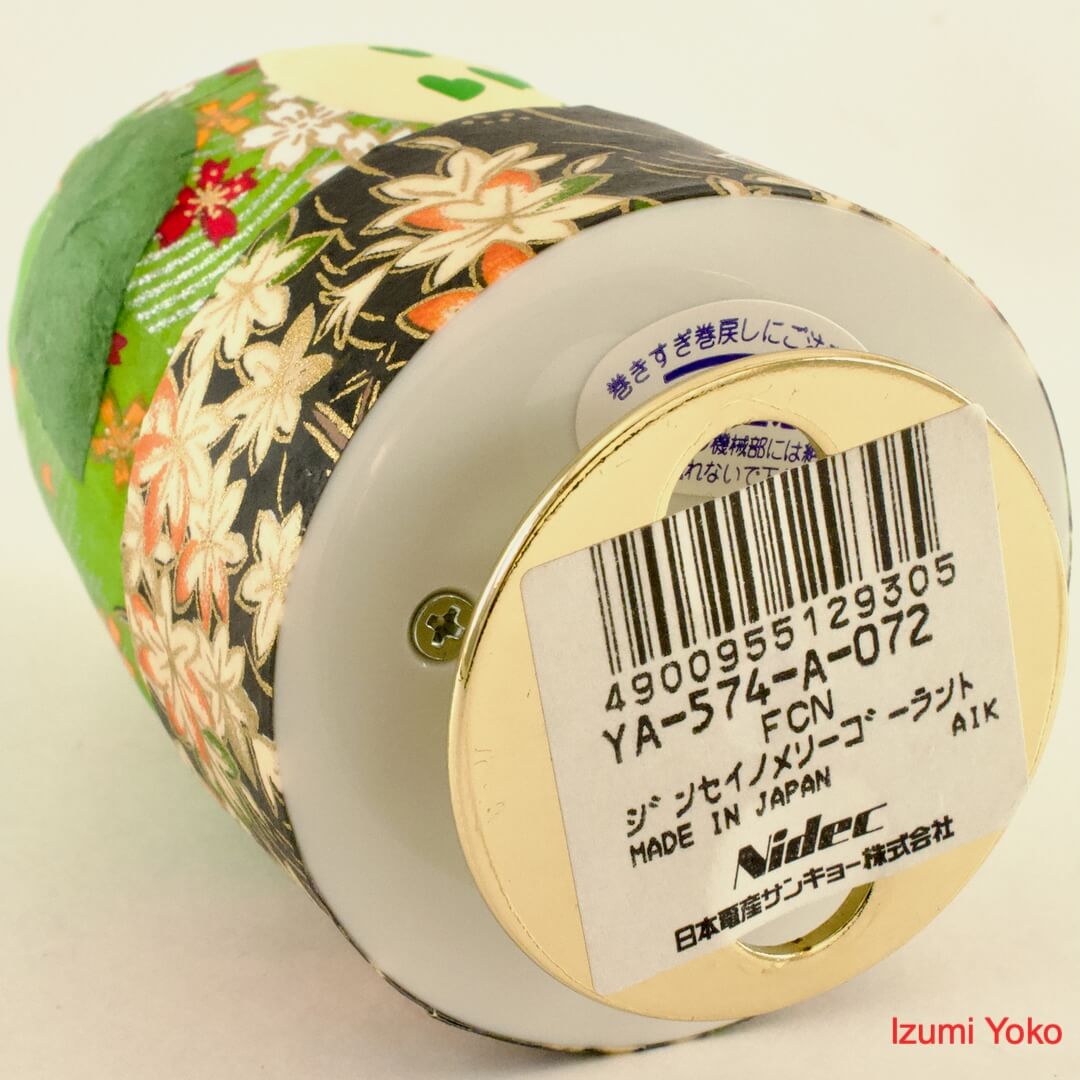 巻きすぎ巻戻しにご注
機械部には
れないで下
4900955129305
YA-574-A-072
FCN
ジンセイノメリーゴーラント
AIK
MADE IN JAPAN
Nidec
日本電産サンキョー株式会社
Izumi Yoko